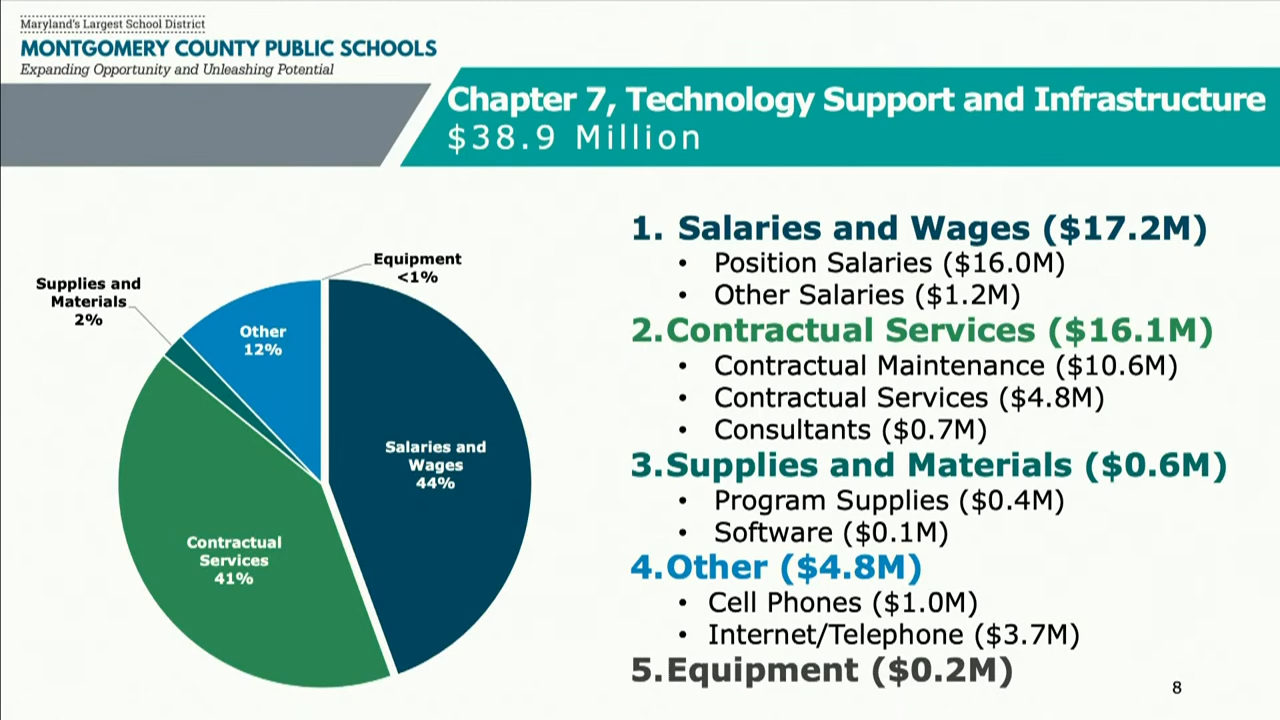 Maryland's Largest School District
MONTGOMERY COUNTY PUBLIC SCHOOLS
Expanding Opportunity and Unleashing Potential
Chapter 7, Technology Support and Infrastructure
$38.9 Million
Equipment
<1%
Supplies and
Materials
2%
Other
12%
Salaries and
Wages
44%
Contractual
Services
41%
1. Salaries and Wages ($17.2M)
• Position Salaries ($16.0M)
• Other Salaries ($1.2M)
2.Contractual Services ($16.1M)
• Contractual Maintenance ($10.6M)
• Contractual Services ($4.8M)
• Consultants ($0.7M)
3.Supplies and Materials ($0.6M)
• Program Supplies ($0.4M)
• Software ($0.1M)
4.Other ($4.8M)
• Cell Phones ($1.0M)
• Internet/Telephone ($3.7M)
5.Equipment ($0.2M)
8